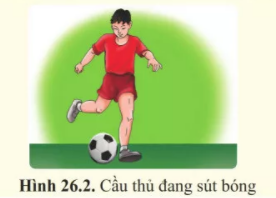 Hình 26.2. Cầu thủ đang sút bóng